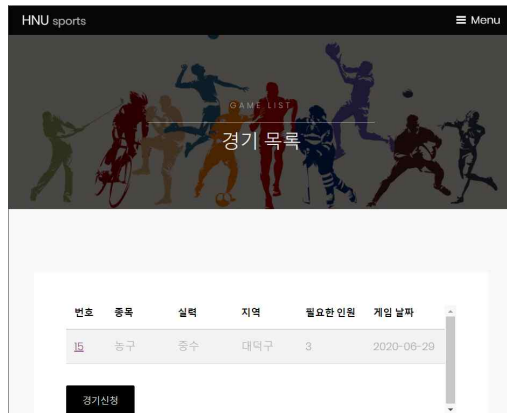 HNU sports
Menu
GAME LIST
경기 목록
번호 종목 실력 지역 필요한 인원 게임 날짜
15 농구 중수 대덕구 3 2020-06-29
경기신청